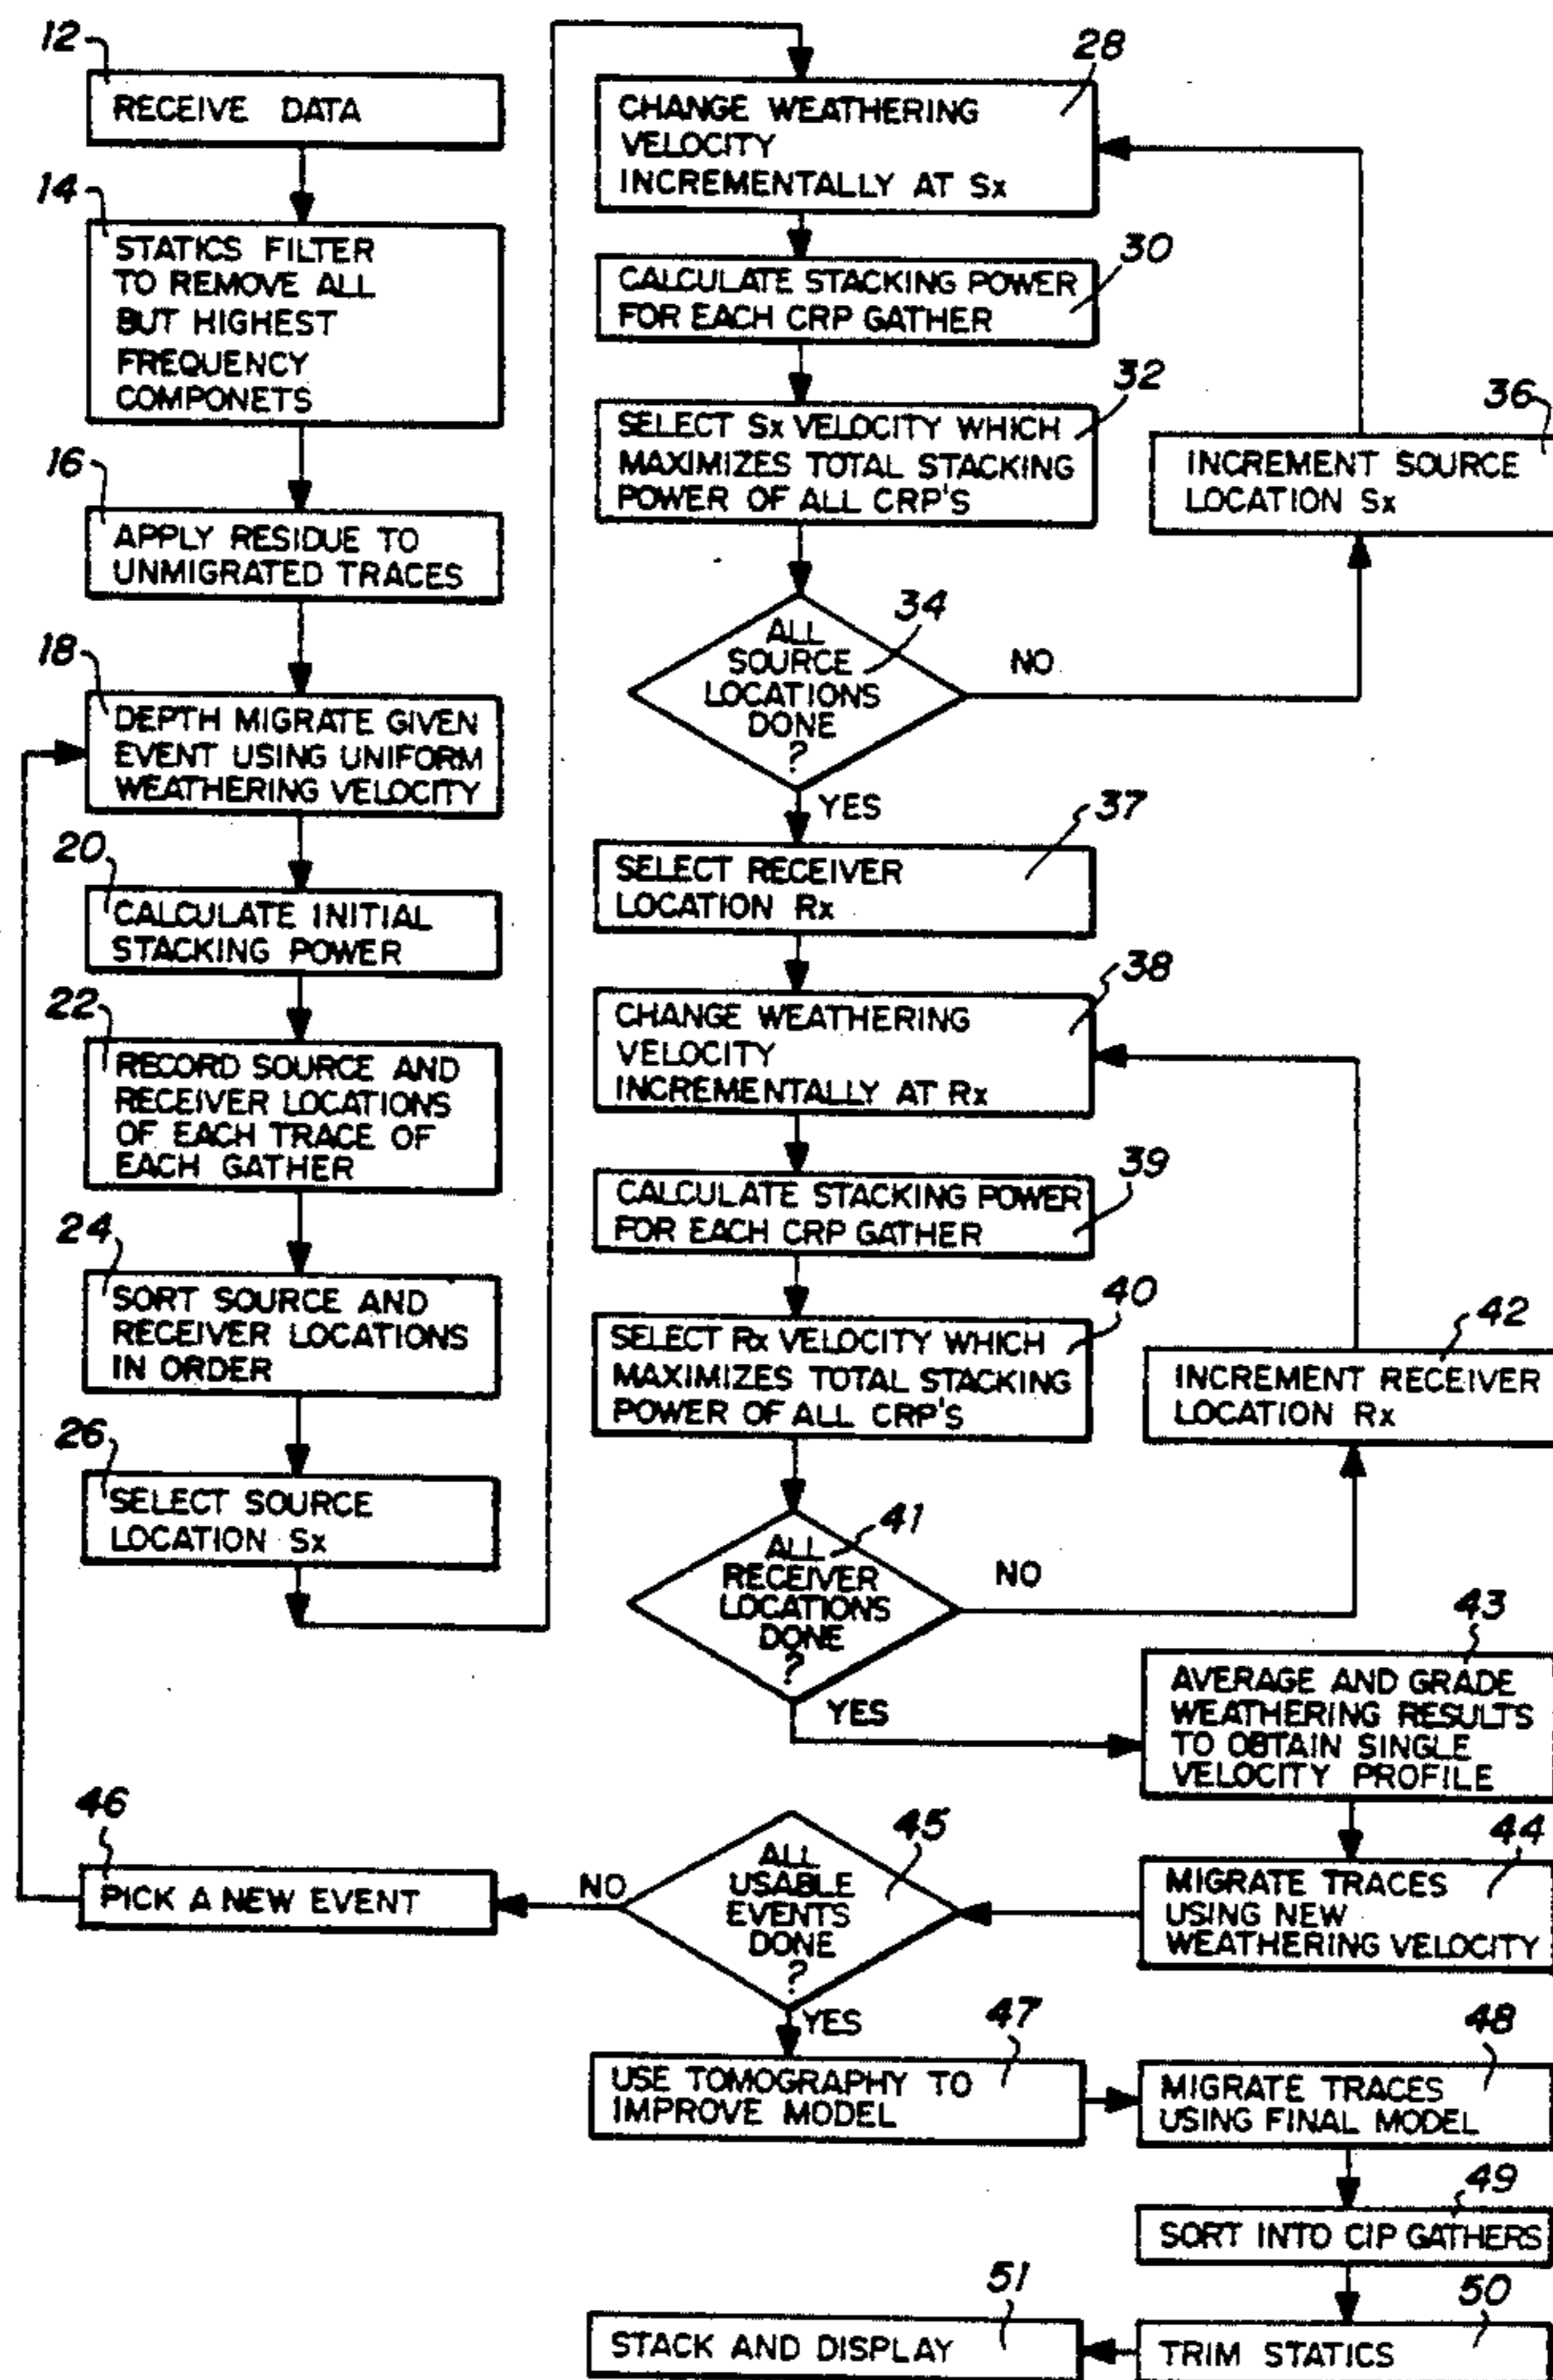 12
RECEIVE DATA
14
STATICS FILTER
TO REMOVE ALL
BUT HIGHEST
FREQUENCY
COMPONETS
16
APPLY RESIDUE TO
UNMIGRATED TRACES
18
DEPTH MIGRATE GIVEN
EVENT USING UNIFORM
WEATHERING VELOCITY
20
CALCULATE INITIAL
STACKING POWER
22
RECORD SOURCE AND
RECEIVER LOCATIONS
OF EACH TRACE OF
EACH GATHER
24
SORT SOURCE AND
RECEIVER LOCATIONS
IN ORDER
26
SELECT SOURCE
LOCATION Sx
28
CHANGE WEATHERING
VELOCITY
INCREMENTALLY AT Sx
30
CALCULATE STACKING POWER
FOR EACH CRP GATHER
32
SELECT Sx VELOCITY WHICH
MAXIMIZES TOTAL STACKING
POWER OF ALL CRP'S
34
ALL
SOURCE
LOCATIONS
DONE
?
NO
36
INCREMENT SOURCE
LOCATION Sx
YES
37
SELECT RECEIVER
LOCATION Rx
38
CHANGE WEATHERING
VELOCITY
INCREMENTALLY AT Rx
39
CALCULATE STACKING POWER
FOR EACH CRP GATHER
40
SELECT Rx VELOCITY WHICH
MAXIMIZES TOTAL STACKING
POWER OF ALL CRP'S
41
ALL
RECEIVER
LOCATIONS
DONE
?
NO
42
INCREMENT RECEIVER
LOCATION Rx
YES
43
AVERAGE AND GRADE
WEATHERING RESULTS
TO OBTAIN SINGLE
VELOCITY PROFILE
44
MIGRATE TRACES
USING NEW
WEATHERING VELOCITY
45
ALL
USABLE
EVENTS
DONE
?
NO
46
PICK A NEW EVENT
YES
47
USE TOMOGRAPHY TO
IMPROVE MODEL
48
MIGRATE TRACES
USING FINAL MODEL
49
SORT INTO CIP GATHERS
50
TRIM STATICS
51
STACK AND DISPLAY